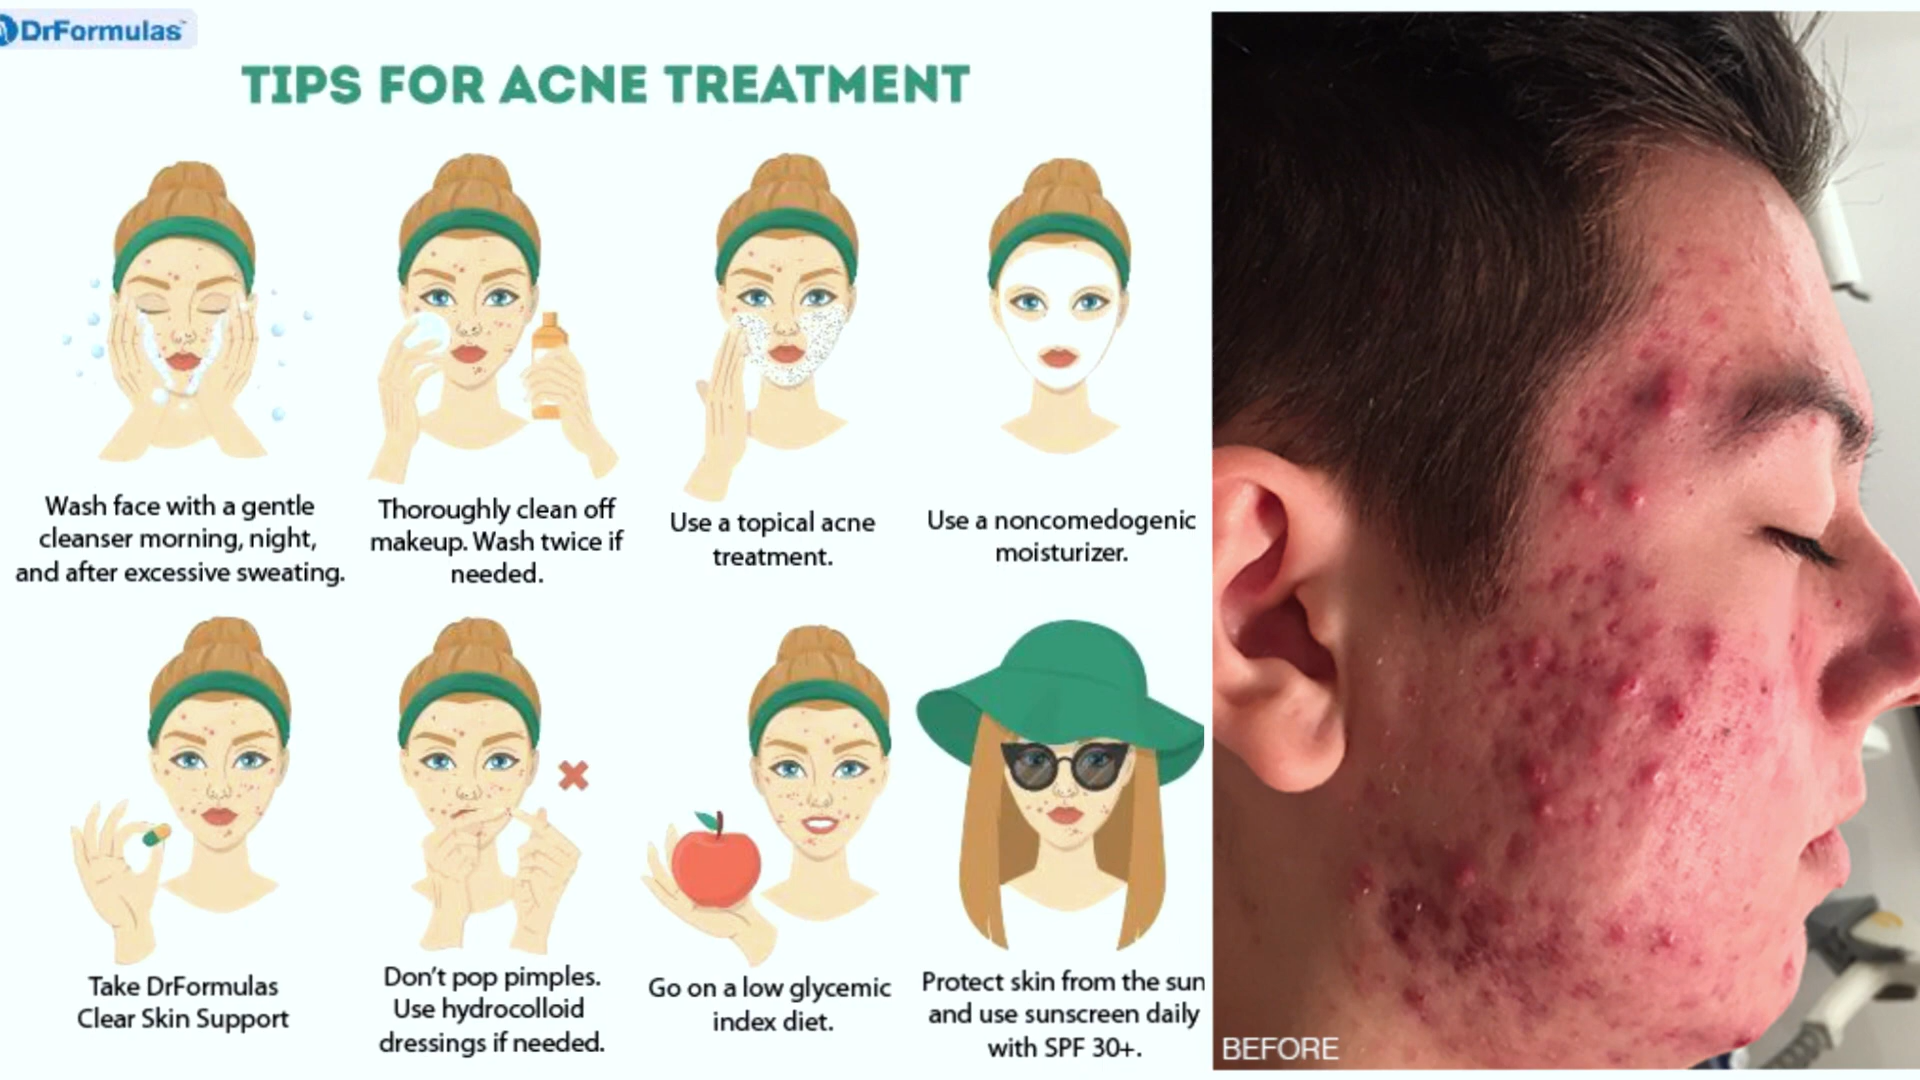 DrFormulas™
TIPS FOR ACNE TREATMENT
Wash face with a gentle
cleanser morning, night,
and after excessive sweating.
Thoroughly clean off
makeup. Wash twice if
needed.
Use a topical acne
treatment.
Use a noncomedogenic
moisturizer.
Take DrFormulas
Clear Skin Support
Don't pop pimples.
Use hydrocolloid
dressings if needed.
Go on a low glycemic
index diet.
Protect skin from the sun
and use sunscreen daily
with SPF 30+.
BEFORE